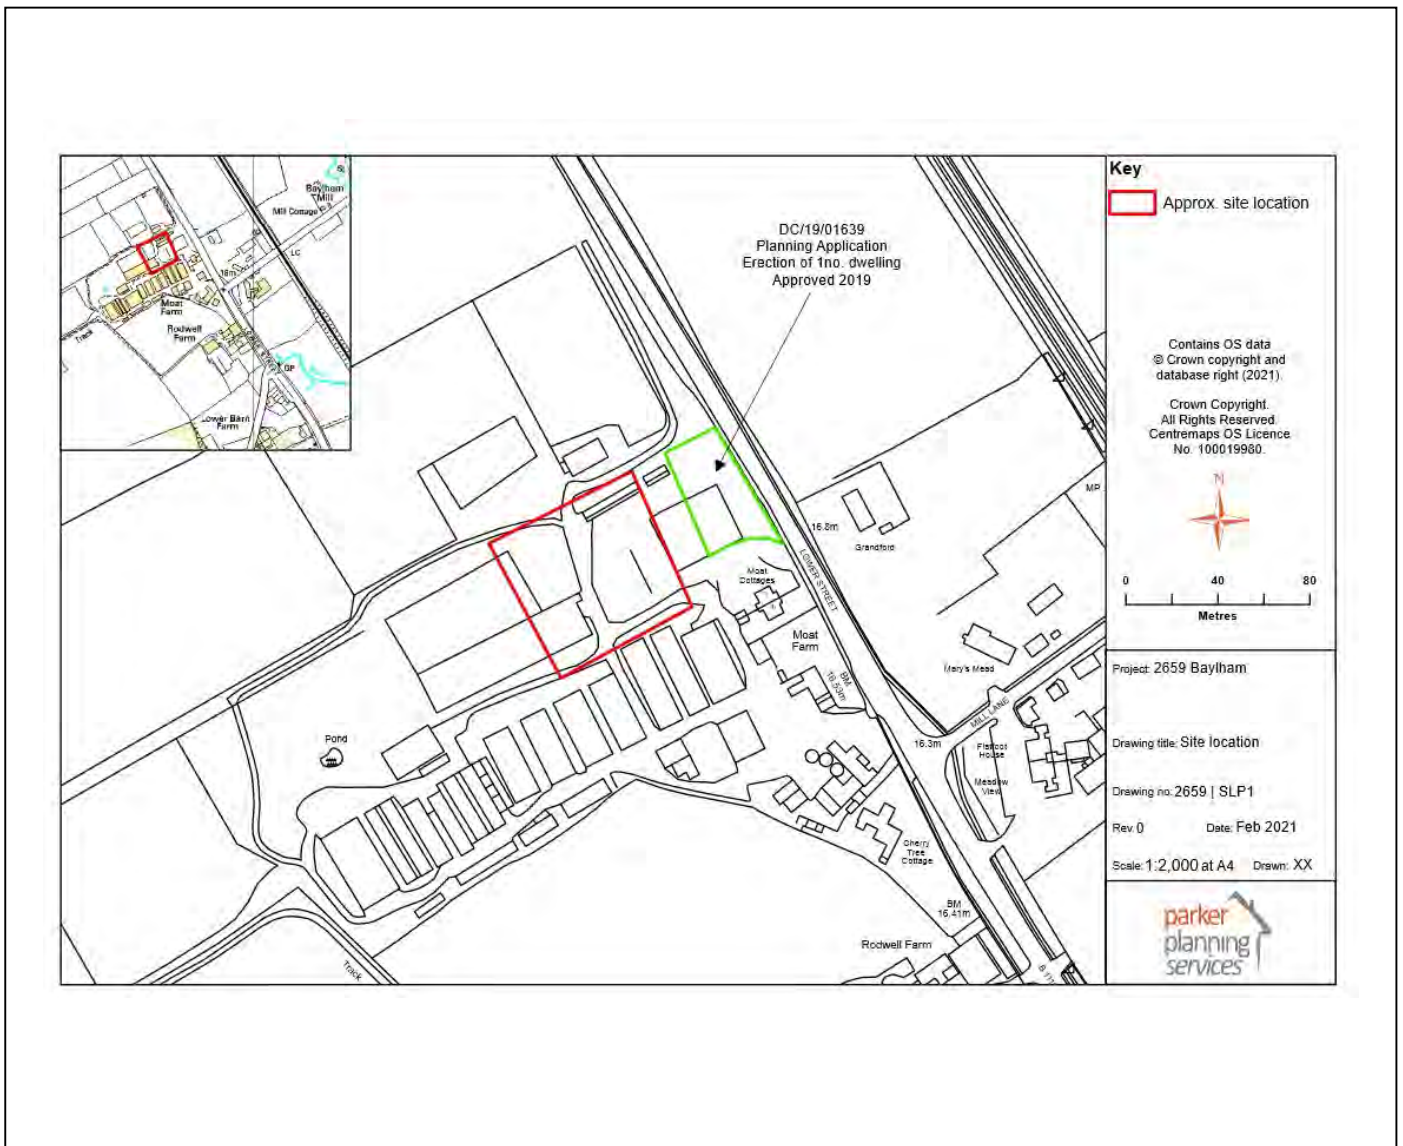 Baylham
Mill
Mill Cottage
LC
16m
Moat
Farm
Rodwell
Farm
Track
GP
Lower Barn
Farm
DC/19/01639
Planning Application
Erection of 1no. dwelling
Approved 2019
16.8m
Grandford
MP
LOWER STREET
Moat
Cottages
Moat
Farm
BM
16.53m
Mary's Mead
MILL LANE
16.3m
Flatfoot
House
Meadow
View
Pond
Cherry
Tree
Cottage
BM
16.41m
Rodwell Farm
Track
Key
Approx. site location
Contains OS data
© Crown copyright and
database right (2021).
Crown Copyright.
All Rights Reserved.
Centremaps OS Licence
No. 100019980.
N
0 40 80
Metres
Project: 2659 Baylham
Drawing title: Site location
Drawing no: 2659 | SLP1
Rev: 0 Date: Feb 2021
Scale: 1:2,000 at A4 Drawn: XX
parker
planning
services